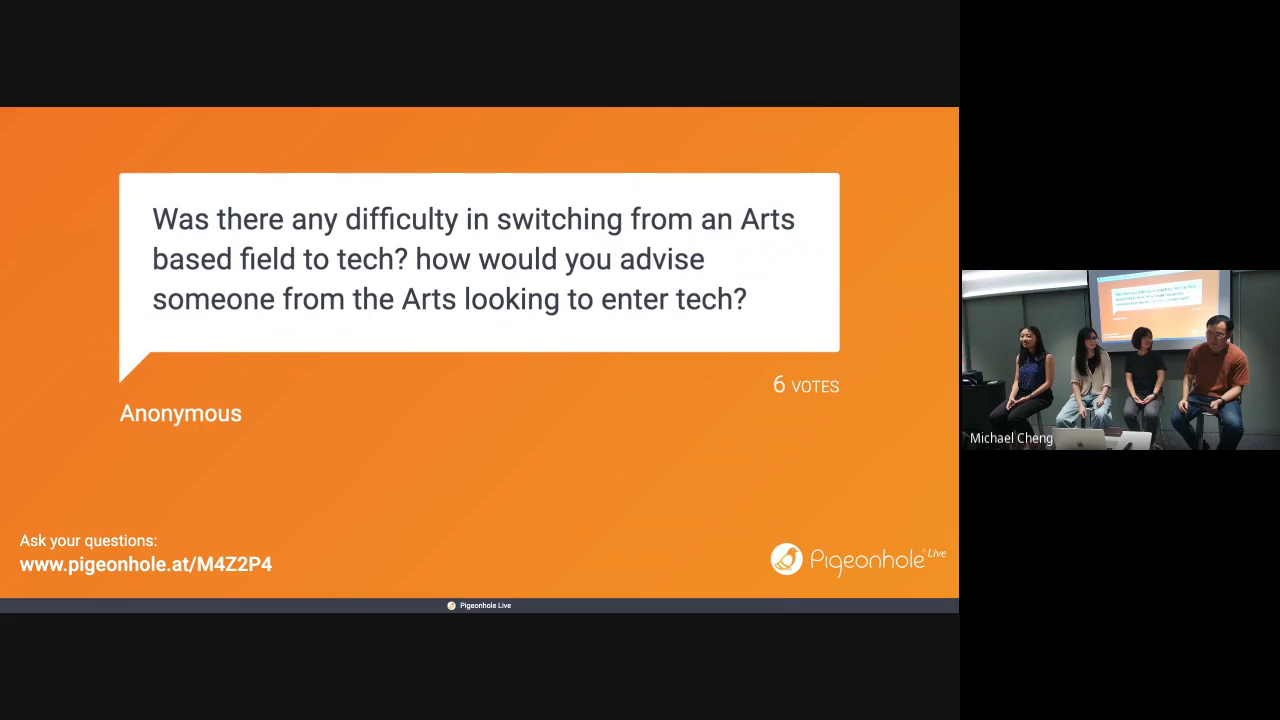 Was there any difficulty in switching from an Arts
based field to tech? how would you advise
someone from the Arts looking to enter tech?
6 VOTES
Anonymous
Ask your questions:
www.pigeonhole.at/M4Z2P4
Pigeonhole Live
Pigeonhole Live
Michael Cheng